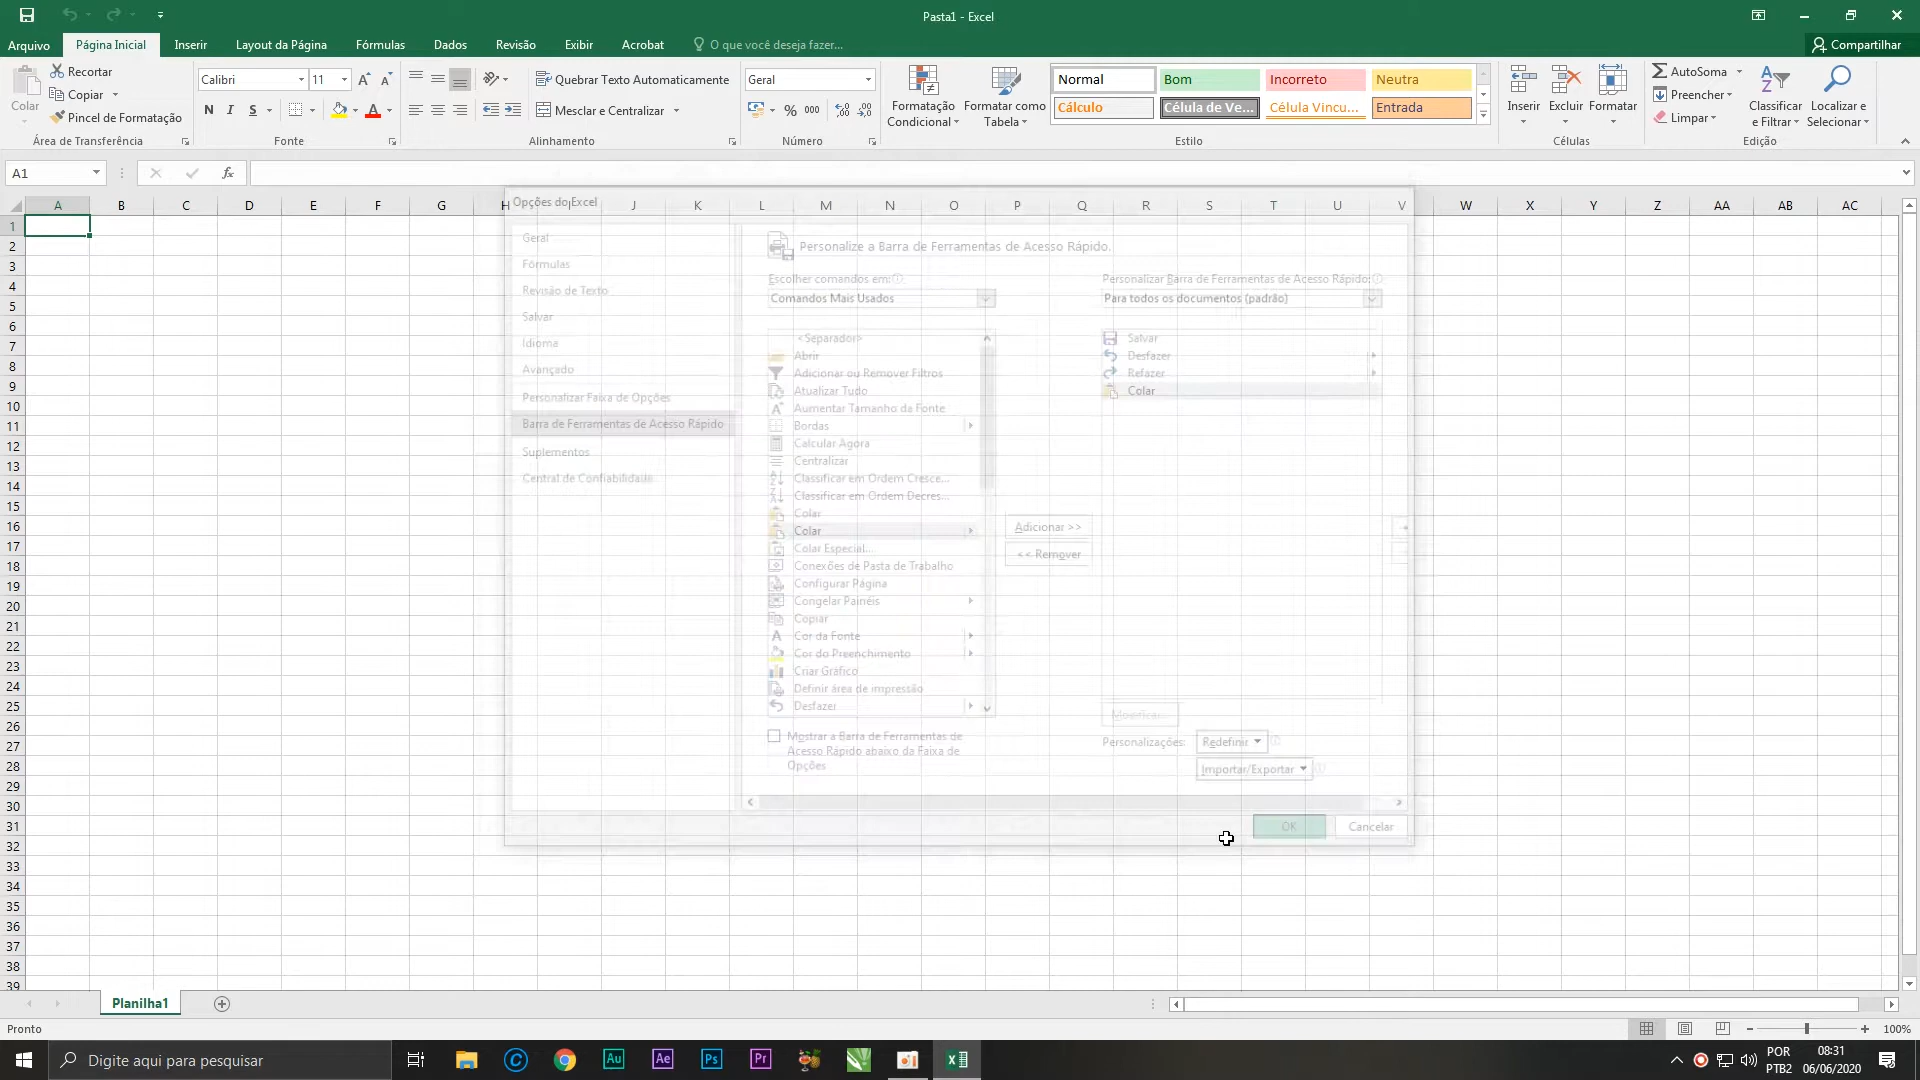 Pasta1 - Excel
Arquivo
Página Inicial
Inserir
Layout da Página
Fórmulas
Dados
Revisão
Exibir
Acrobat
O que você deseja fazer...
Compartilhar
Colar
Recortar
Copiar
Pincel de Formatação
Área de Transferência
Calibri
11
N I S
Fonte
Quebrar Texto Automaticamente
Mesclar e Centralizar
Alinhamento
Geral
% 000
Número
Formatação Condicional
Formatar como Tabela
Normal
Bom
Incorreto
Neutra
Cálculo
Célula de Ve...
Célula Vincu...
Entrada
Estilo
Inserir
Excluir
Formatar
Células
AutoSoma
Preencher
Limpar
Classificar e Filtrar
Localizar e Selecionar
Edição
A1
fx
A B C D E F G H I J K L M N O P Q R S T U V W X Y Z AA AB AC
1
2
3
4
5
6
7
8
9
10
11
12
13
14
15
16
17
18
19
20
21
22
23
24
25
26
27
28
29
30
31
32
33
34
35
36
37
38
39
Opções do Excel
Geral
Fórmulas
Revisão de Texto
Salvar
Idioma
Avançado
Personalizar Faixa de Opções
Barra de Ferramentas de Acesso Rápido
Suplementos
Central de Confiabilidade
Personalize a Barra de Ferramentas de Acesso Rápido.
Escolher comandos em:
Comandos Mais Usados
<Separador>
Abrir
Adicionar ou Remover Filtros
Atualizar Tudo
Aumentar Tamanho da Fonte
Bordas
Calcular Agora
Centralizar
Classificar em Ordem Cresce...
Classificar em Ordem Decres...
Colar
Colar
Colar Especial...
Conexões de Pasta de Trabalho
Configurar Página
Congelar Painéis
Copiar
Cor da Fonte
Cor do Preenchimento
Criar Gráfico
Definir área de impressão
Desfazer
Mostrar a Barra de Ferramentas de
Acesso Rápido abaixo da Faixa de
Opções
Adicionar >>
<< Remover
Personalizar Barra de Ferramentas de Acesso Rápido:
Para todos os documentos (padrão)
Salvar
Desfazer
Refazer
Colar
Modificar...
Personalizações:
Redefinir
Importar/Exportar
OK
Cancelar
Planilha1
Pronto
100%
Digite aqui para pesquisar
Au
Ae
Ps
Pr
POR
PTB2
08:31
06/06/2020